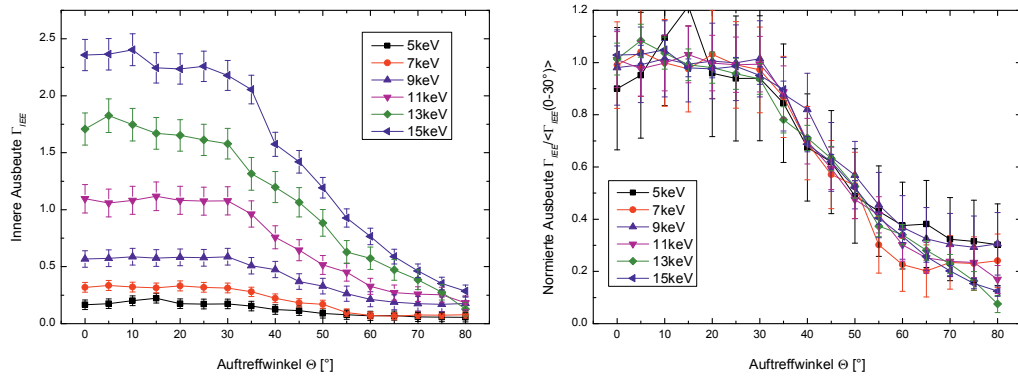 Innere Ausbeute Γ_IEE
2.5
2.0
1.5
1.0
0.5
0.0
0 10 20 30 40 50 60 70 80
Auftreffwinkel Θ [°]
5keV
7keV
9keV
11keV
13keV
15keV
Normierte Ausbeute Γ_IEE/<Γ_IEE(0-30°)>
1.2
1.0
0.8
0.6
0.4
0.2
0.0
0 10 20 30 40 50 60 70 80
Auftreffwinkel Θ [°]
5keV
7keV
9keV
11keV
13keV
15keV